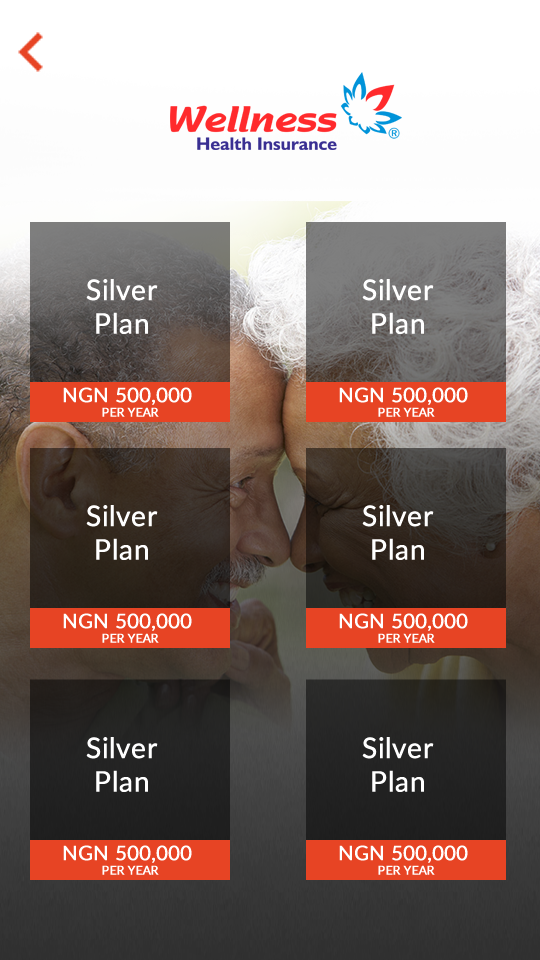 Wellness
Health Insurance
®
Silver
Plan
NGN 500,000
PER YEAR
Silver
Plan
NGN 500,000
PER YEAR
Silver
Plan
NGN 500,000
PER YEAR
Silver
Plan
NGN 500,000
PER YEAR
Silver
Plan
NGN 500,000
PER YEAR
Silver
Plan
NGN 500,000
PER YEAR